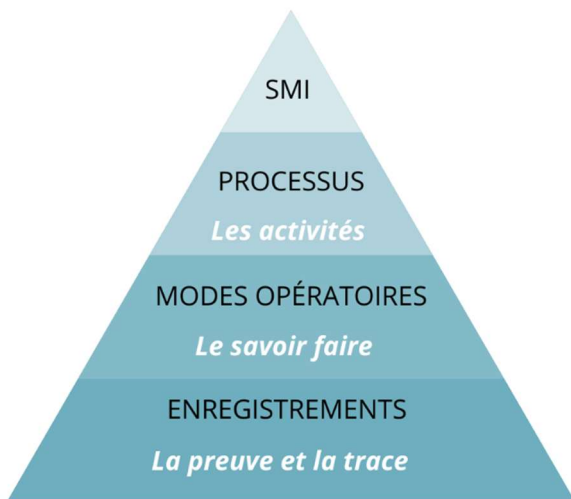 SMI
PROCESSUS
Les activités
MODES OPÉRATOIRES
Le savoir faire
ENREGISTREMENTS
La preuve et la trace